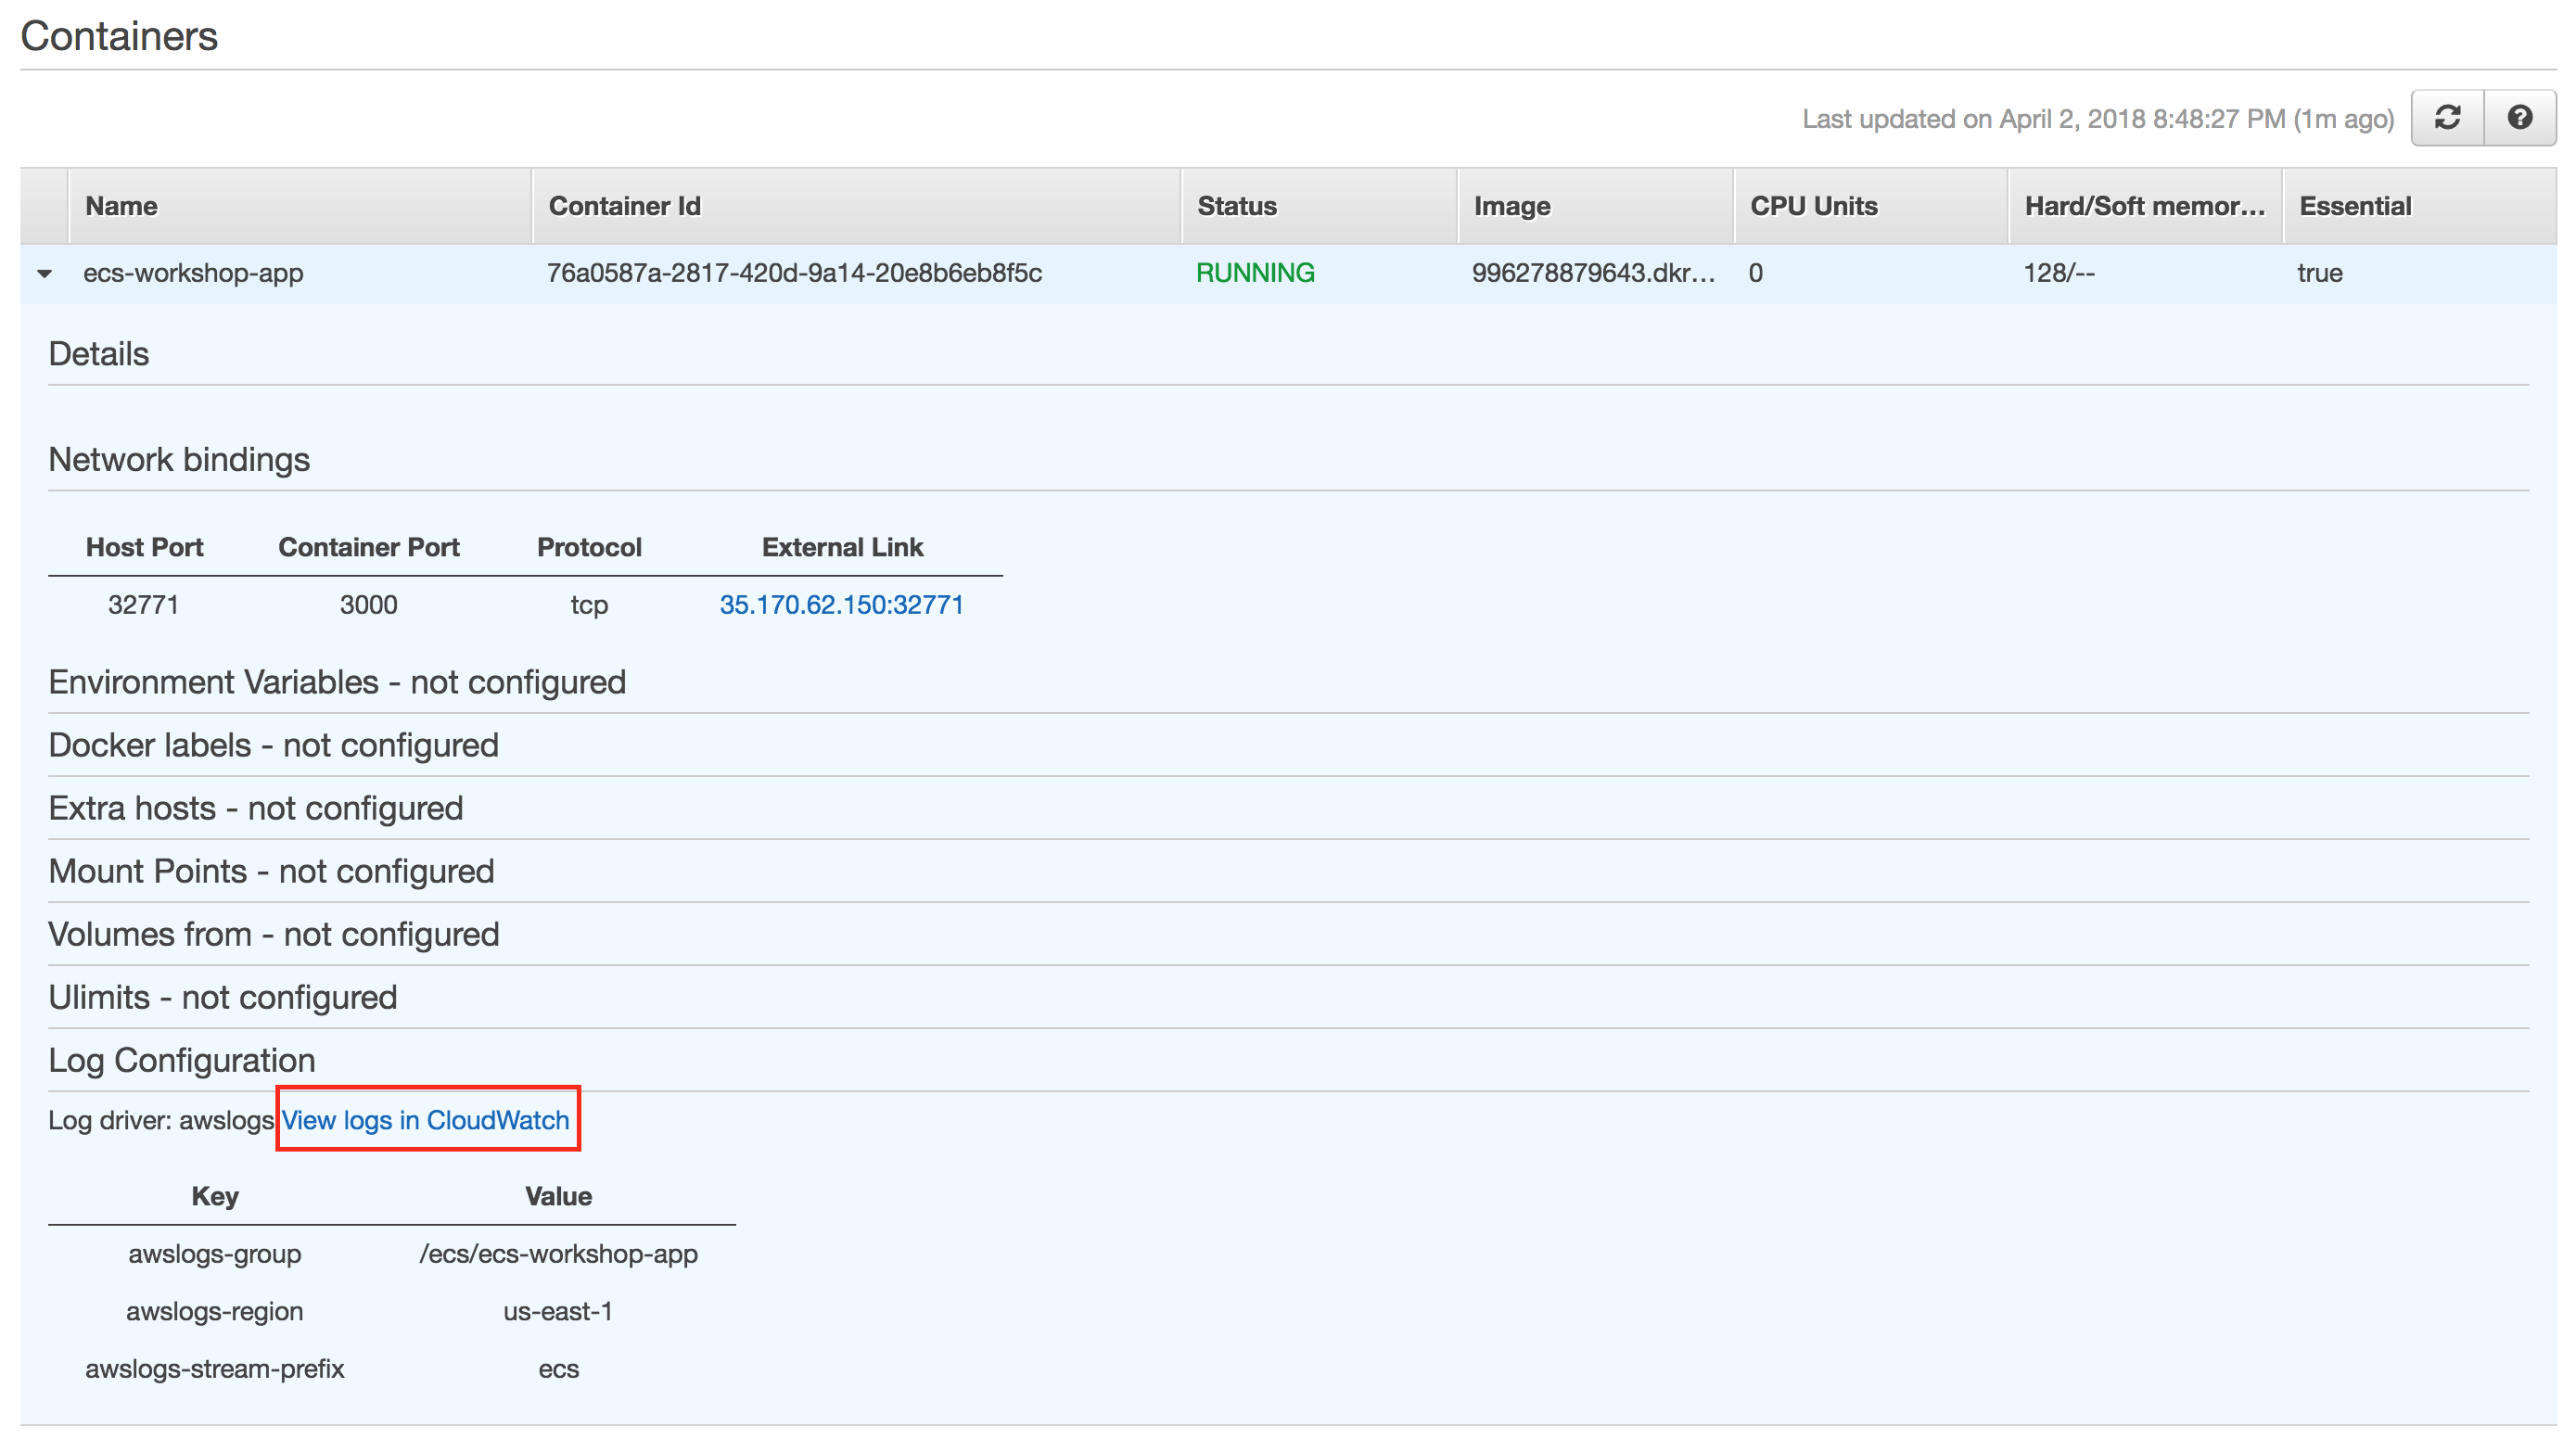 Containers
Last updated on April 2, 2018 8:48:27 PM (1m ago)
Name Container Id Status Image CPU Units Hard/Soft memor... Essential
ecs-workshop-app 76a0587a-2817-420d-9a14-20e8b6eb8f5c RUNNING 996278879643.dkr... 0 128/-- true
Details
Network bindings
Host Port Container Port Protocol External Link
32771 3000 tcp 35.170.62.150:32771
Environment Variables - not configured
Docker labels - not configured
Extra hosts - not configured
Mount Points - not configured
Volumes from - not configured
Ulimits - not configured
Log Configuration
Log driver: awslogs View logs in CloudWatch
Key Value
awslogs-group /ecs/ecs-workshop-app
awslogs-region us-east-1
awslogs-stream-prefix ecs